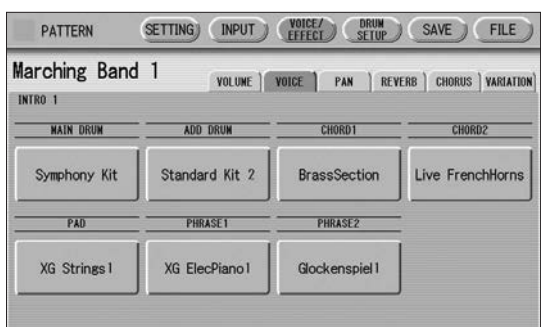 PATTERN SETTING INPUT VOICE/ EFFECT DRUM SETUP SAVE FILE
Marching Band 1 VOLUME VOICE PAN REVERB CHORUS VARIATION
INTRO 1
MAIN DRUM ADD DRUM CHORD1 CHORD2
Symphony Kit Standard Kit 2 BrassSection Live FrenchHorns
PAD PHRASE1 PHRASE2
XG Strings1 XG ElecPiano1 Glockenspiel1